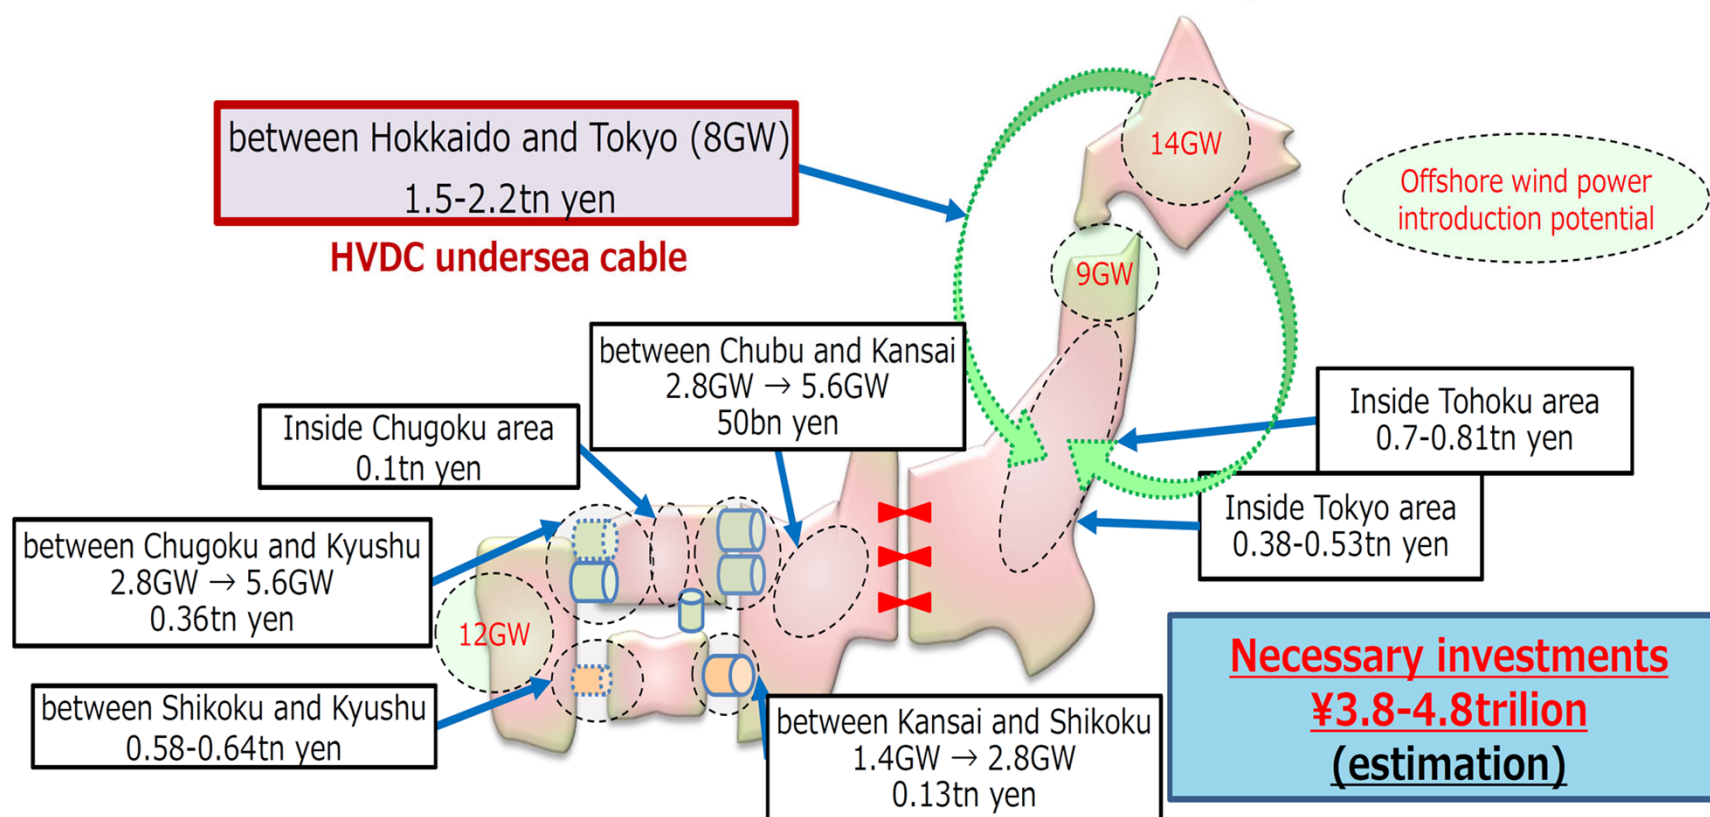 between Hokkaido and Tokyo (8GW)
1.5-2.2tn yen
HVDC undersea cable
14GW
Offshore wind power
introduction potential
9GW
between Chubu and Kansai
2.8GW → 5.6GW
50bn yen
Inside Chugoku area
0.1tn yen
Inside Tohoku area
0.7-0.81tn yen
Inside Tokyo area
0.38-0.53tn yen
between Chugoku and Kyushu
2.8GW → 5.6GW
0.36tn yen
12GW
between Shikoku and Kyushu
0.58-0.64tn yen
between Kansai and Shikoku
1.4GW → 2.8GW
0.13tn yen
Necessary investments
¥3.8-4.8trilion
(estimation)